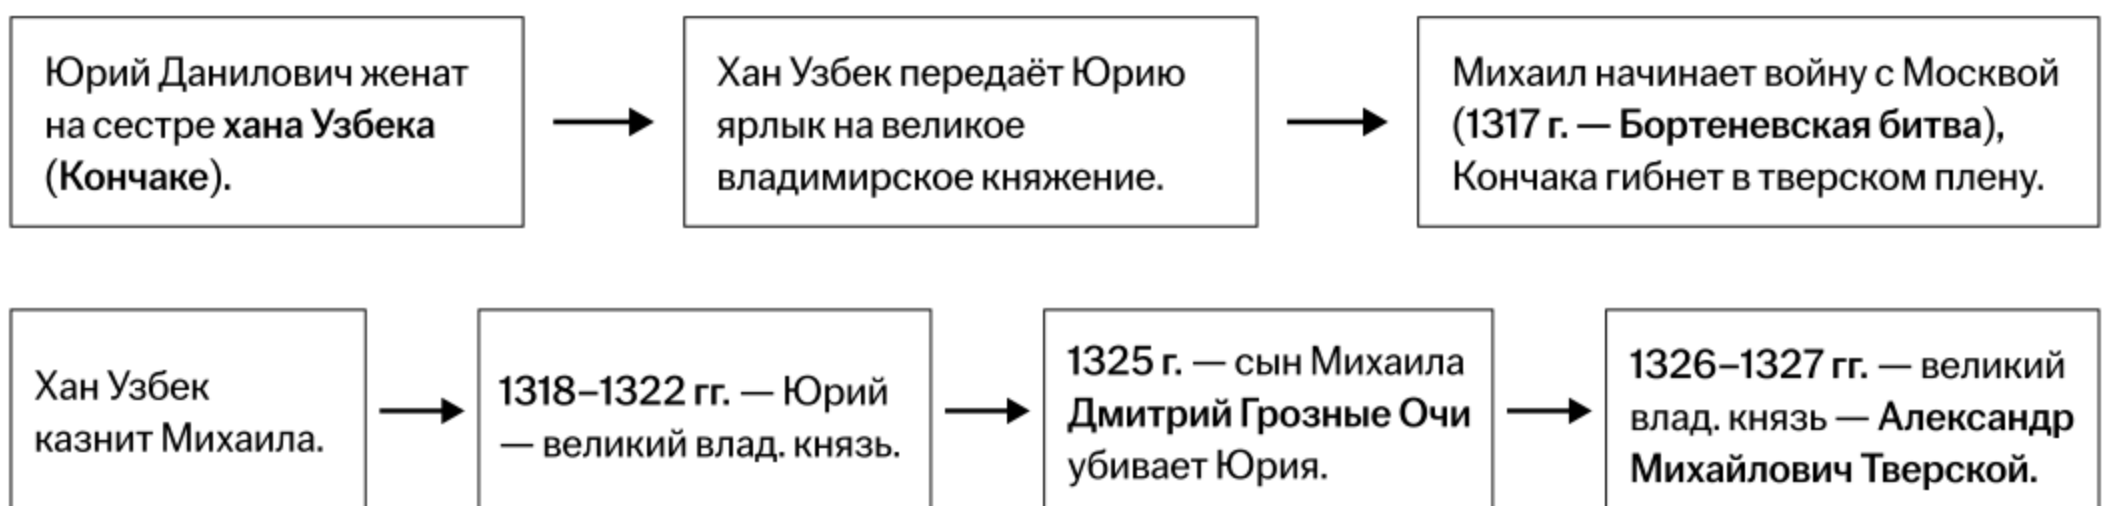 Юрий Данилович женат
на сестре хана Узбека
(Кончаке).
Хан Узбек передаёт Юрию
ярлык на великое
владимирское княжение.
Михаил начинает войну с Москвой
(1317 г. — Бортеневская битва),
Кончака гибнет в тверском плену.
Хан Узбек
казнит Михаила.
1318–1322 гг. — Юрий
— великий влад. князь.
1325 г. — сын Михаила
Дмитрий Грозные Очи
убивает Юрия.
1326–1327 гг. — великий
влад. князь — Александр
Михайлович Тверской.